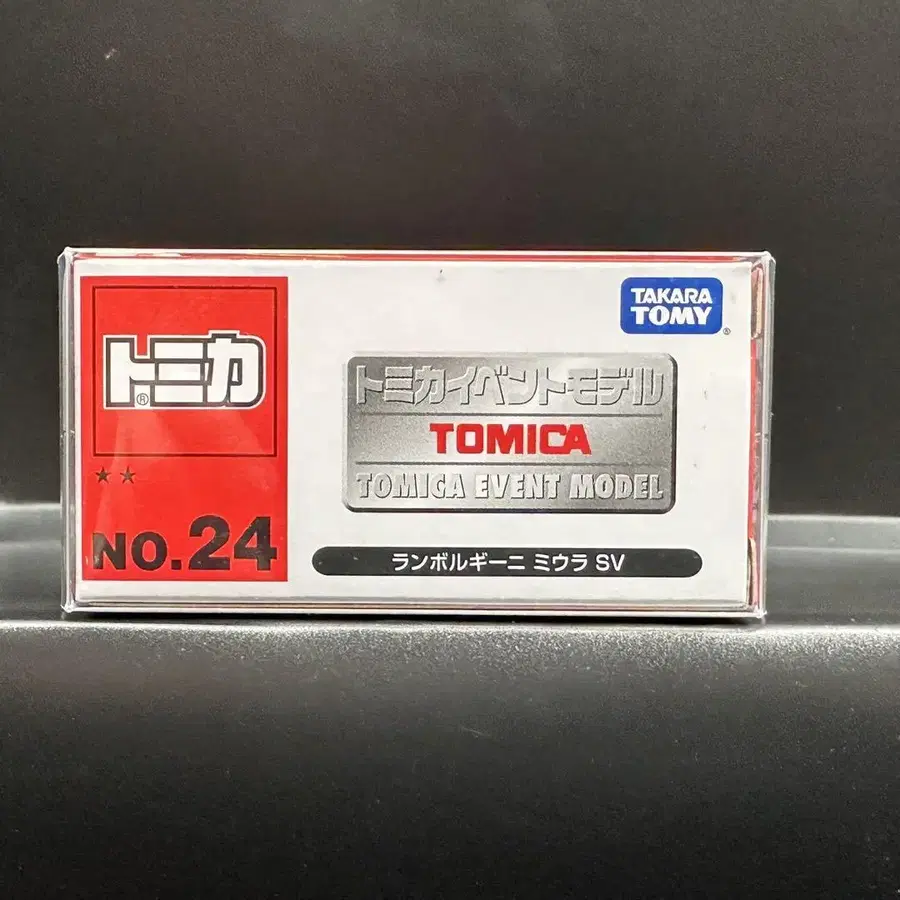 トミカ®
★★
NO.24
TAKARA
TOMY®
トミカイベントモデル
TOMICA
TOMICA EVENT MODEL
ランボルギーニ ミウラ SV